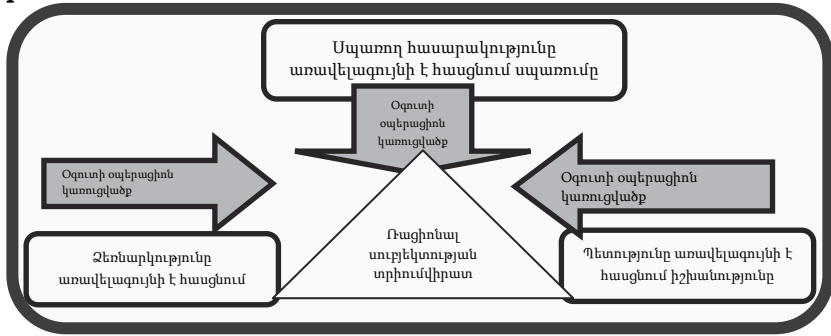 Սպառող հասարակությունը
առավելագույնի է հասցնում սպառումը
Օգուտի
օպերացիոն
կառուցվածք
Օգուտի օպերացիոն
կառուցվածք
Օգուտի օպերացիոն
կառուցվածք
Ռացիոնալ
սուբյեկտության
տրիումվիրատ
Ձեռնարկությունը
առավելագույնի է հասցնում
Պետությունը առավելագույնի է
հասցնում իշխանությունը